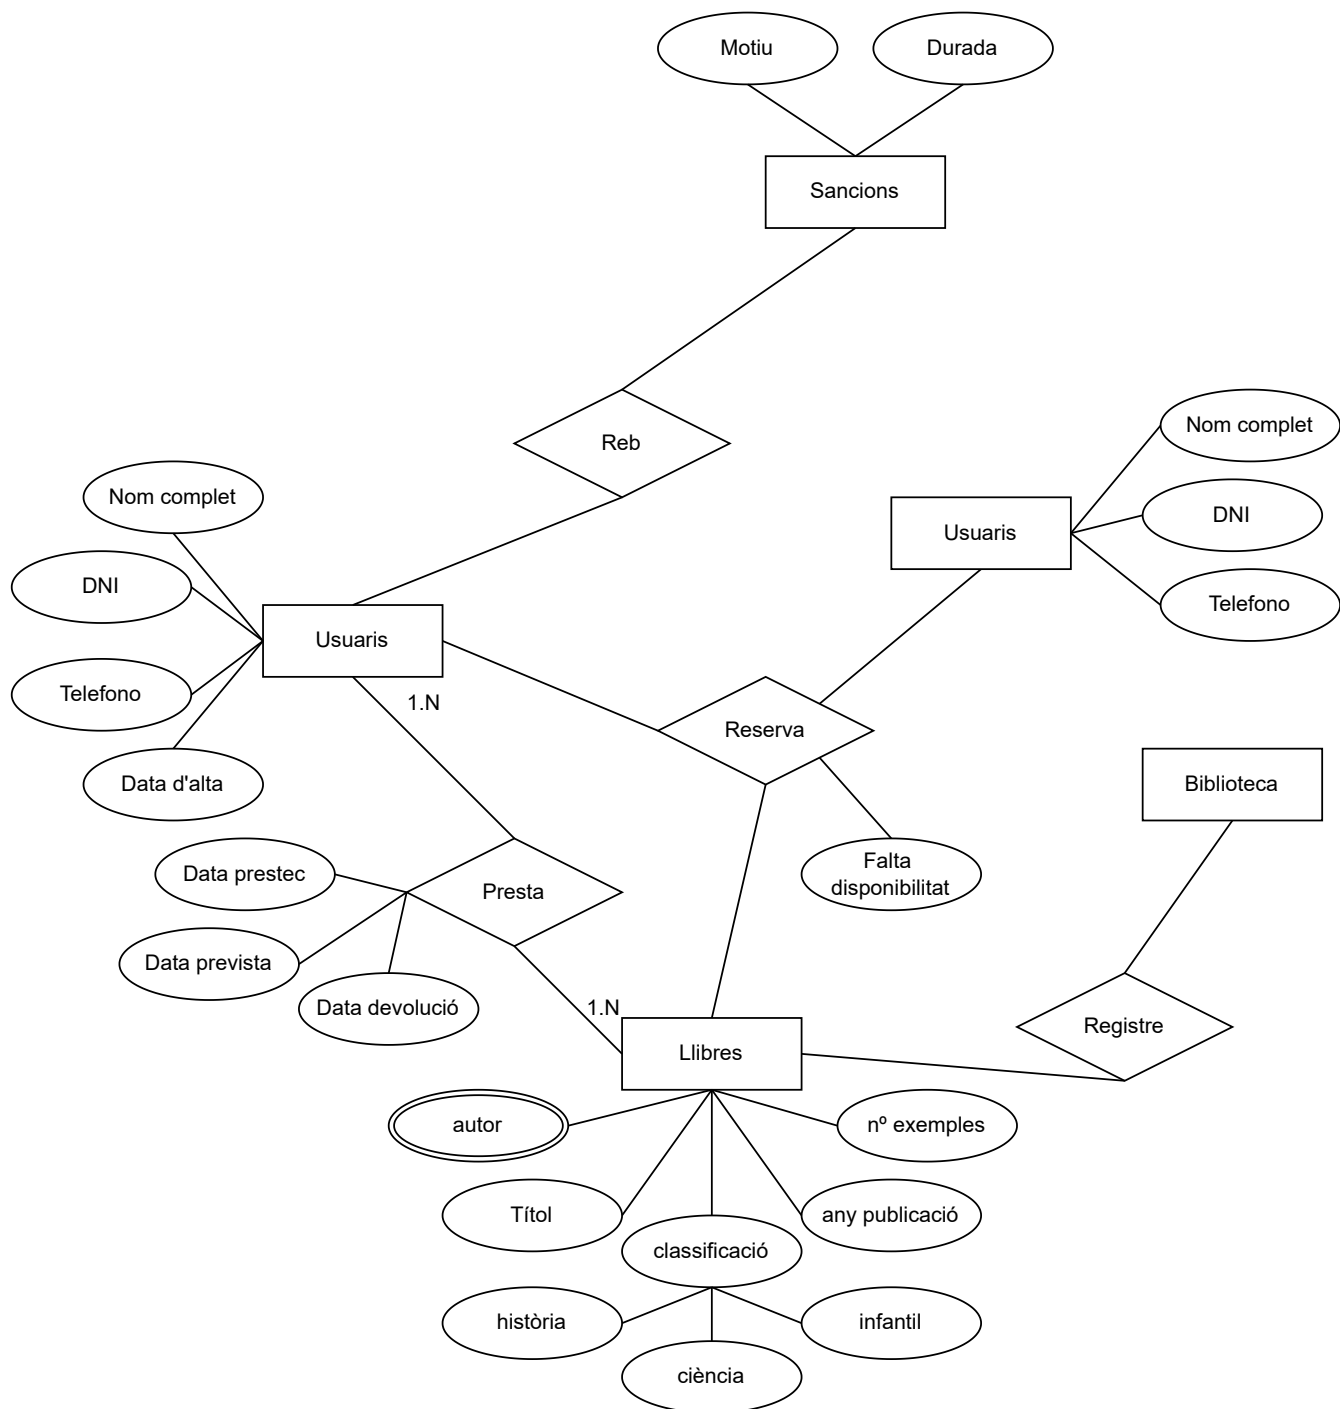 Motiu
Durada
Sancions
Reb
Nom complet
Nom complet
DNI
Usuaris
DNI
Telefono
Usuaris
Telefono
1.N
Reserva
Data d'alta
Biblioteca
Data prestec
Presta
Falta
disponibilitat
Data prevista
Data devolució
1.N
Llibres
Registre
autor
nº exemples
Títol
any publicació
classificació
història
infantil
ciència